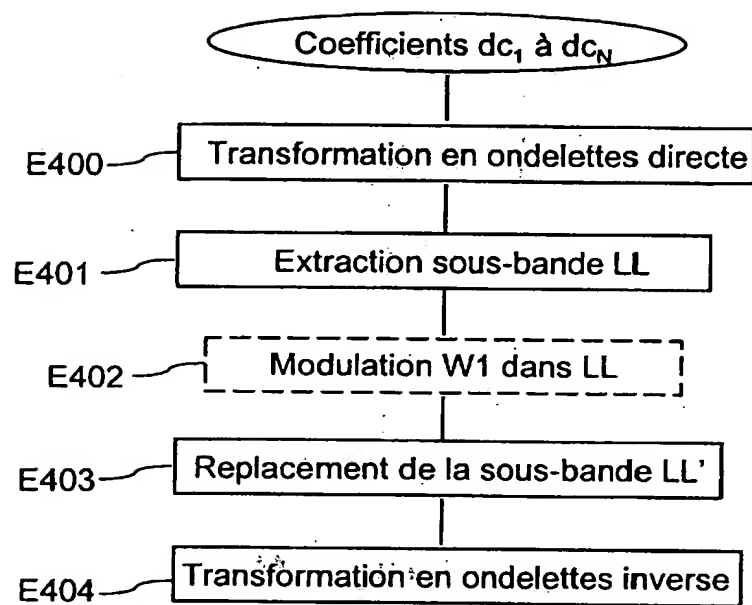 Coefficients dc₁ à dc_N
E400 Transformation en ondelettes directe
E401 Extraction sous-bande LL
E402 Modulation W1 dans LL
E403 Replacement de la sous-bande LL'
E404 Transformation en ondelettes inverse